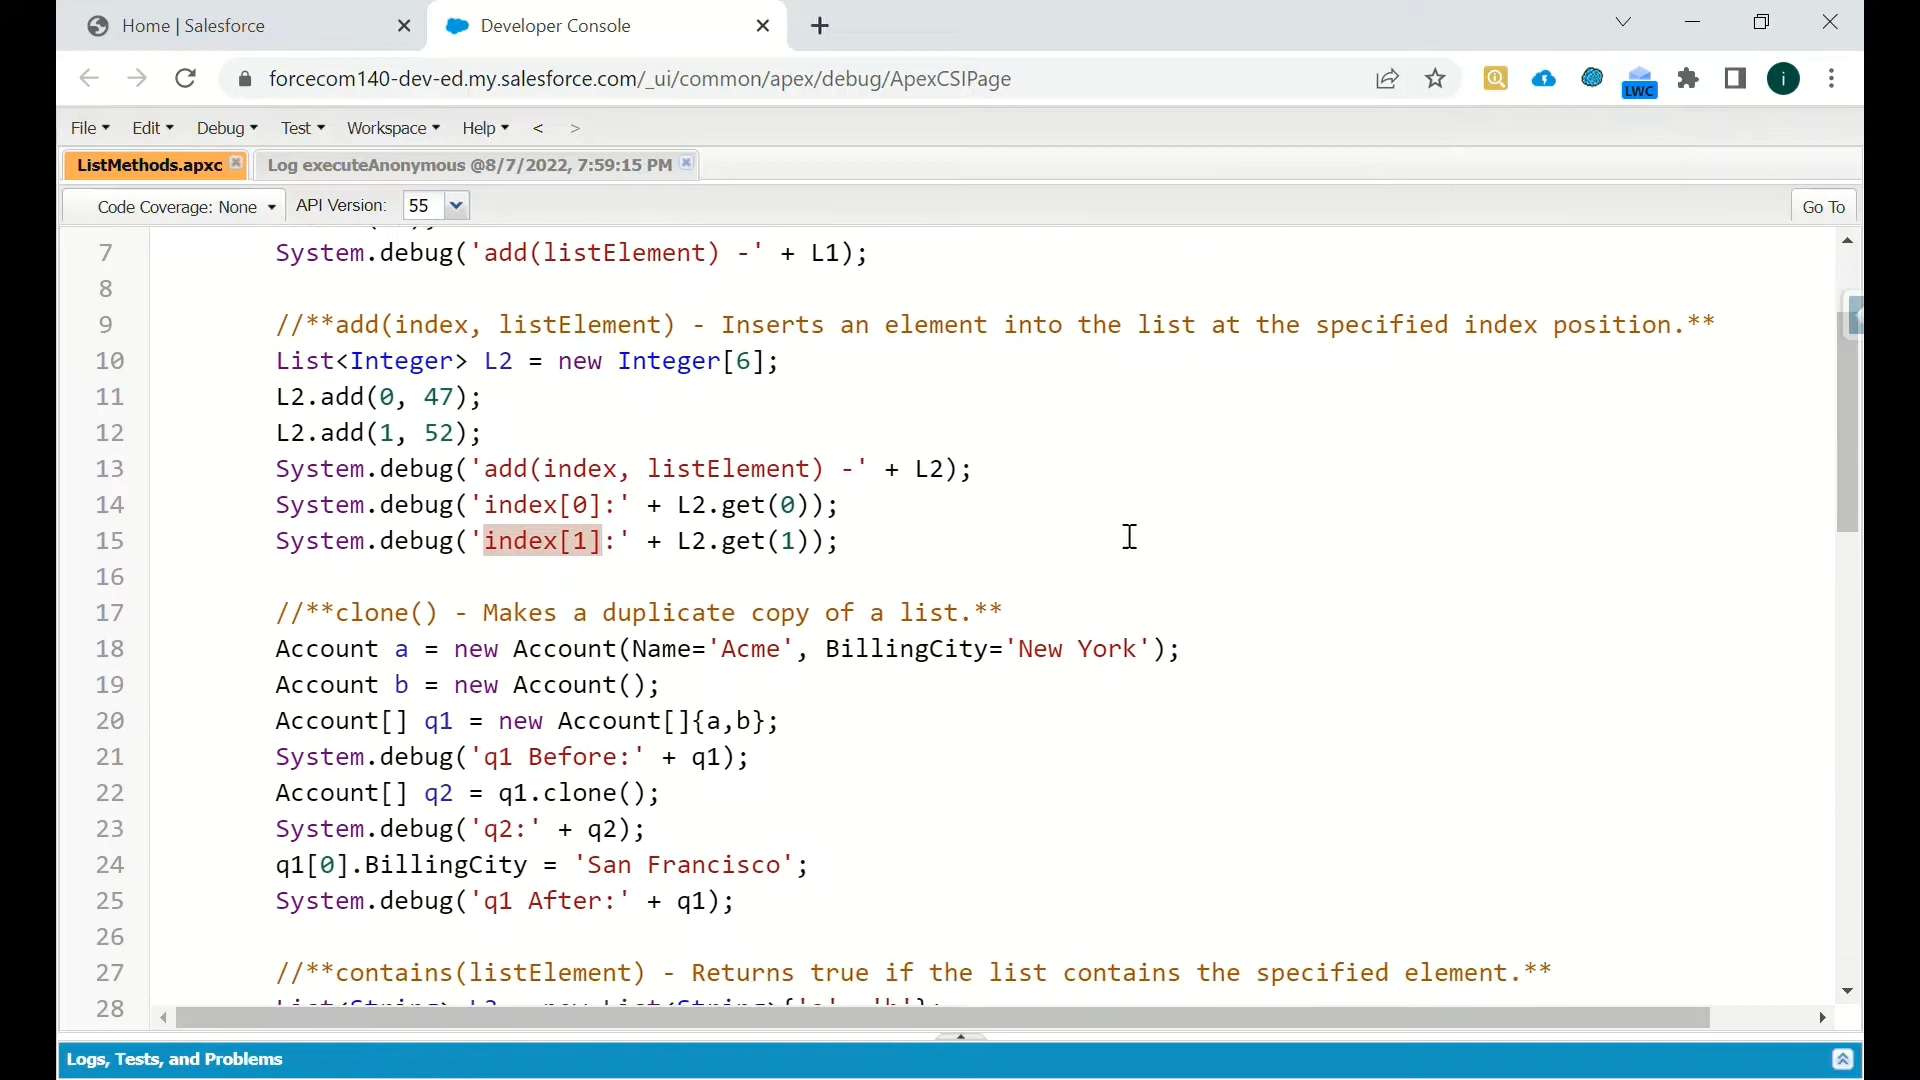 Home | Salesforce
Developer Console
forcecom140-dev-ed.my.salesforce.com/_ui/common/apex/debug/ApexCSIPage
LWC
i
File Edit Debug Test Workspace Help < >
ListMethods.apxc
Log executeAnonymous @8/7/2022, 7:59:15 PM
Code Coverage: None
API Version: 55
Go To
7 System.debug('add(listElement) -' + L1);
8
9 //**add(index, listElement) - Inserts an element into the list at the specified index position.**
10 List<Integer> L2 = new Integer[6];
11 L2.add(0, 47);
12 L2.add(1, 52);
13 System.debug('add(index, listElement) -' + L2);
14 System.debug('index[0]:' + L2.get(0));
15 System.debug('index[1]:' + L2.get(1));
16
17 //**clone() - Makes a duplicate copy of a list.**
18 Account a = new Account(Name='Acme', BillingCity='New York');
19 Account b = new Account();
20 Account[] q1 = new Account[]{a,b};
21 System.debug('q1 Before:' + q1);
22 Account[] q2 = q1.clone();
23 System.debug('q2:' + q2);
24 q1[0].BillingCity = 'San Francisco';
25 System.debug('q1 After:' + q1);
26
27 //**contains(listElement) - Returns true if the list contains the specified element.**
28
Logs, Tests, and Problems